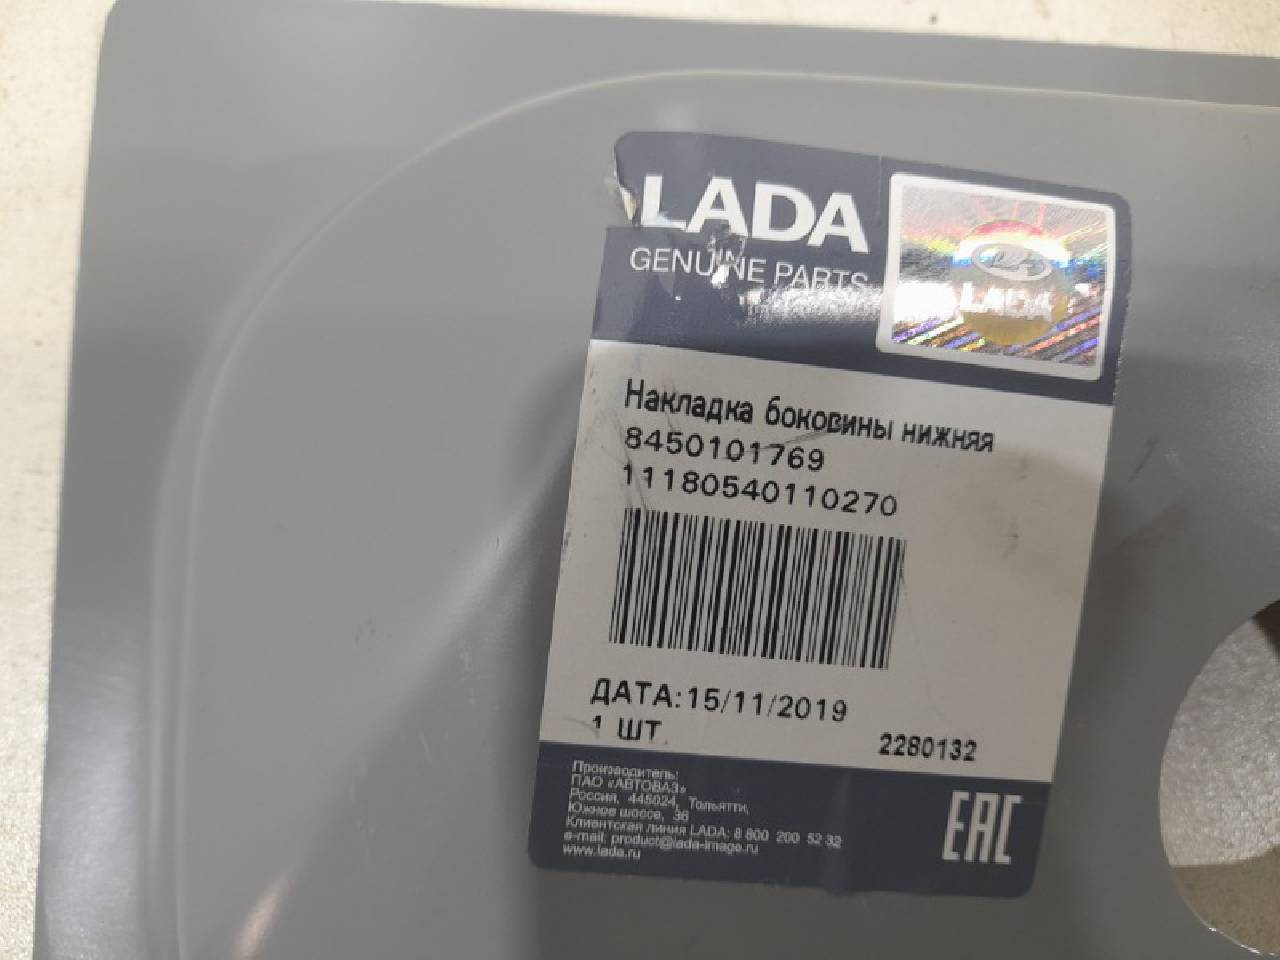 LADA
GENUINE PARTS
LADA
Накладка боковины нижняя
8450101769
11180540110270
ДАТА:15/11/2019
1 ШТ.
2280132
Производитель:
ПАО «АВТОВАЗ»
Россия, 445024, Тольятти,
Южное шоссе, 36
Клиентская линия LADA: 8 800 200 52 32
e-mail: product@lada-image.ru
www.lada.ru
EAC